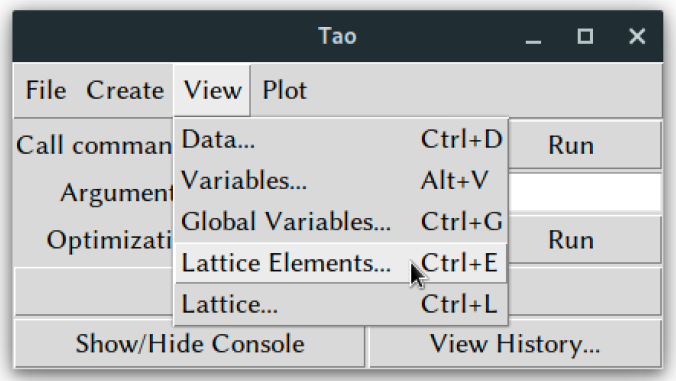 Tao
File Create View Plot
Data... Ctrl+D
Call comman Run
Variables... Alt+V
Argument
Global Variables... Ctrl+G
Optimizati Run
Lattice Elements... Ctrl+E
Lattice... Ctrl+L
Show/Hide Console View History...